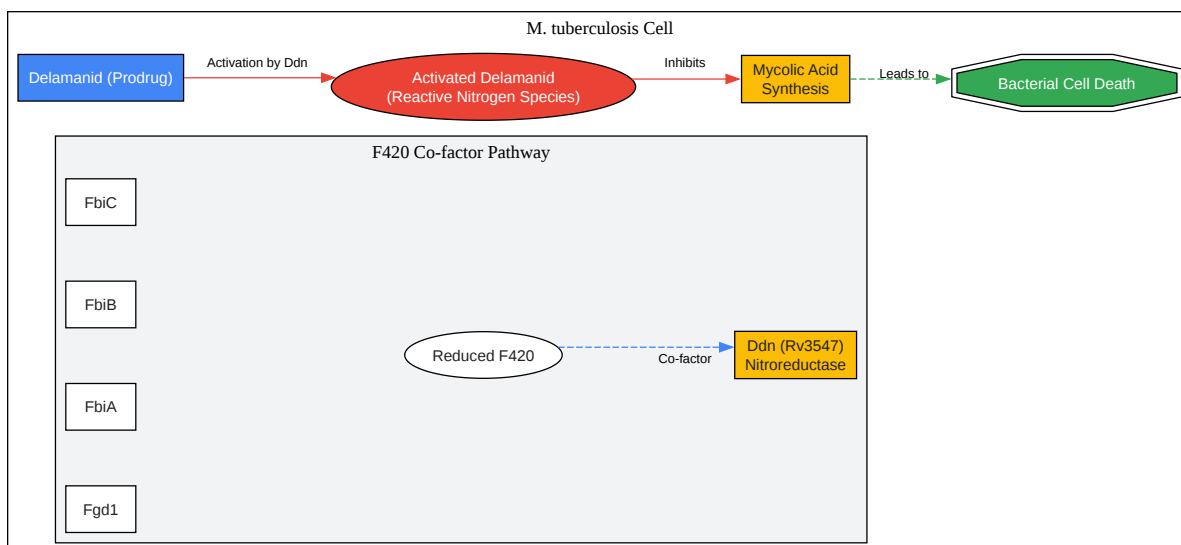 M. tuberculosis Cell
Delamanid (Prodrug)
Activation by Ddn
Activated Delamanid
(Reactive Nitrogen Species)
Inhibits
Mycolic Acid
Synthesis
Leads to
Bacterial Cell Death
F420 Co-factor Pathway
FbiC
FbiB
Reduced F420
Co-factor
Ddn (Rv3547)
Nitroreductase
FbiA
Fgd1